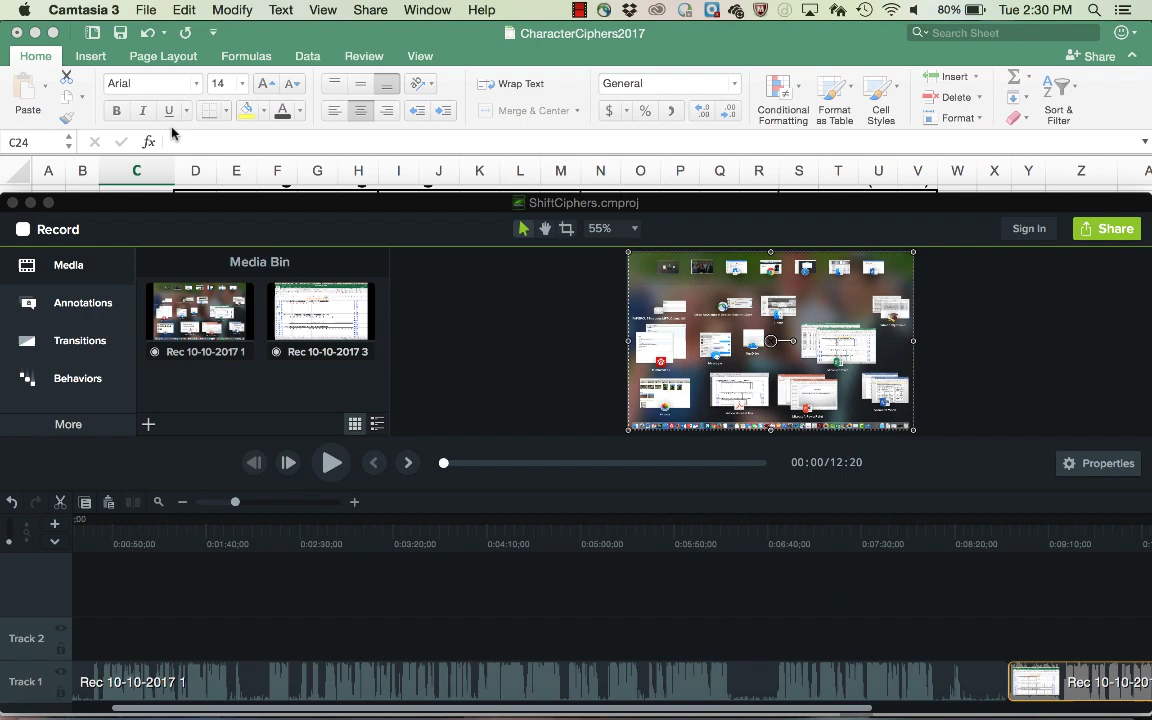 Camtasia 3 File Edit Modify Text View Share Window Help 80% Tue 2:30 PM
CharacterCiphers2017 Search Sheet
Home Insert Page Layout Formulas Data Review View Share
Paste Arial 14 Wrap Text General Insert
B I U Merge & Center $ % Conditional Formatting Format as Table Cell Styles Delete Sort & Filter
Format
C24 fx
A B C D E F G H I J K L M N O P Q R S T U V W X Y Z
ShiftCiphers.cmproj
Record 55% Sign In Share
Media Media Bin
Annotations
Transitions Rec 10-10-2017 1 Rec 10-10-2017 3
Behaviors
More
00:00/12:20 Properties
;00
0:00:50;00 0:01:40;00 0:02:30;00 0:03:20;00 0:04:10;00 0:05:00;00 0:05:50;00 0:06:40;00 0:07:30;00 0:08:20;00 0:09:10;00
Track 2
Track 1 Rec 10-10-2017 1 Rec 10-10-201